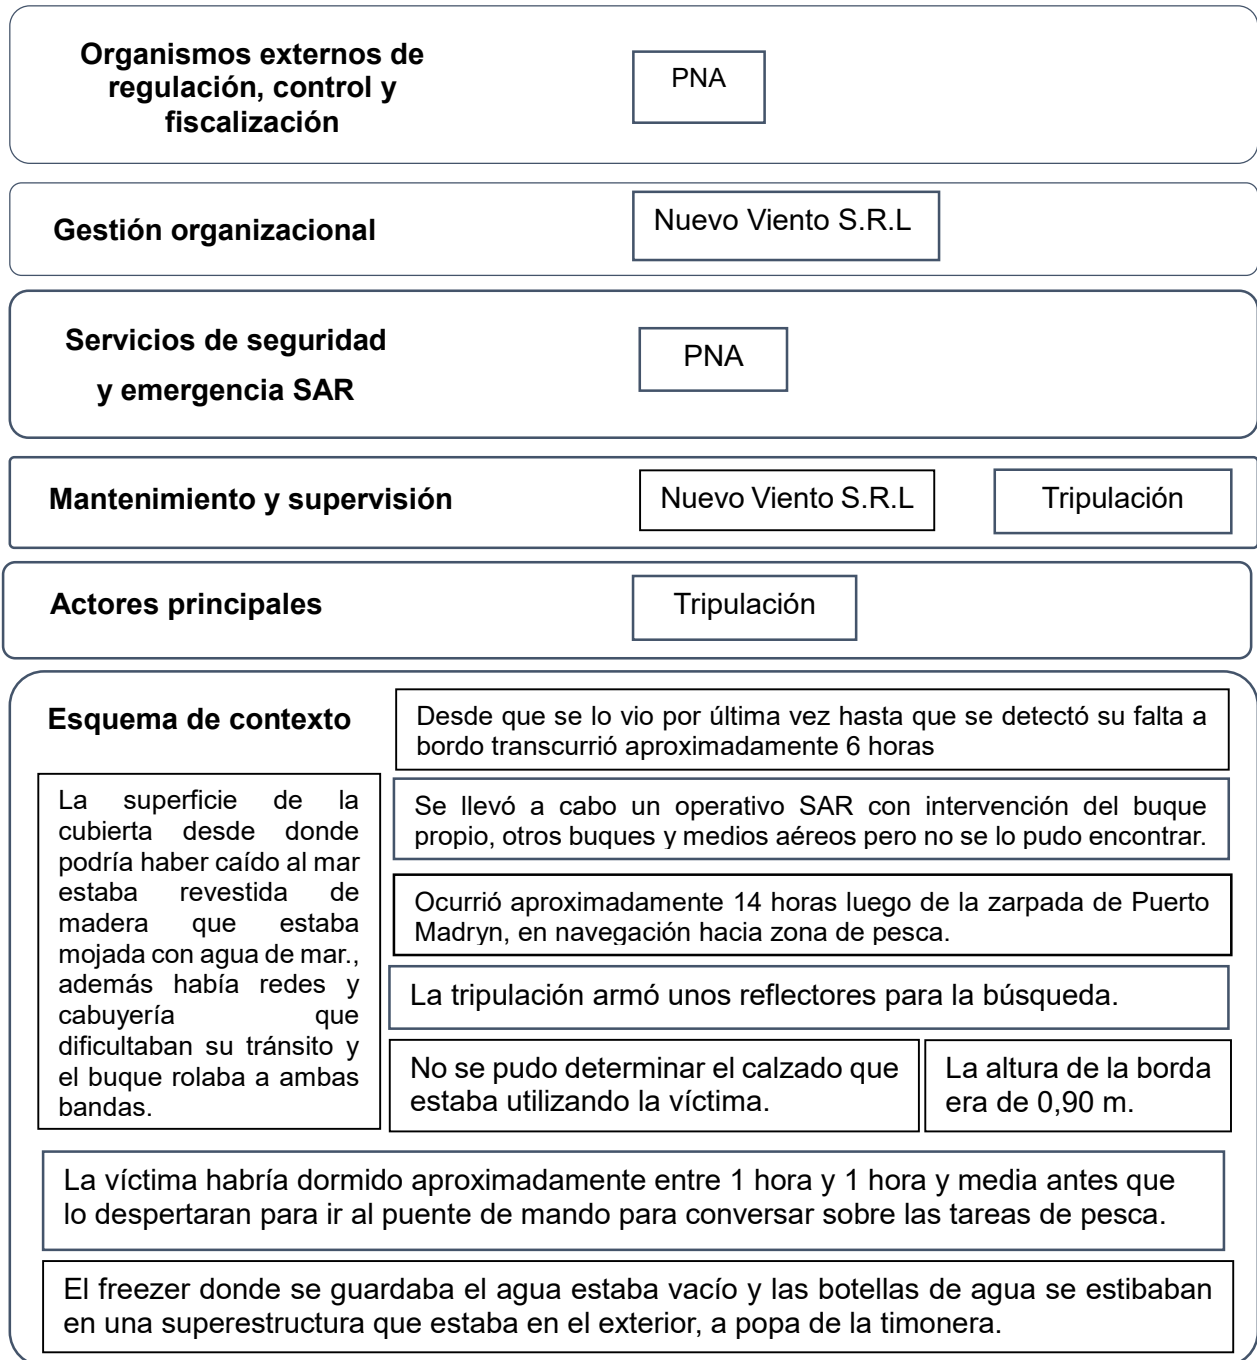 Organismos externos de
regulación, control y
fiscalización
PNA
Gestión organizacional
Nuevo Viento S.R.L
Servicios de seguridad
y emergencia SAR
PNA
Mantenimiento y supervisión
Nuevo Viento S.R.L
Tripulación
Actores principales
Tripulación
Esquema de contexto
Desde que se lo vio por última vez hasta que se detectó su falta a
bordo transcurrió aproximadamente 6 horas
La superficie de la
cubierta desde donde
podría haber caído al mar
estaba revestida de
madera que estaba
mojada con agua de mar.,
además había redes y
cabuyería que
dificultaban su tránsito y
el buque rolaba a ambas
bandas.
Se llevó a cabo un operativo SAR con intervención del buque
propio, otros buques y medios aéreos pero no se lo pudo encontrar.
Ocurrió aproximadamente 14 horas luego de la zarpada de Puerto
Madryn, en navegación hacia zona de pesca.
La tripulación armó unos reflectores para la búsqueda.
No se pudo determinar el calzado que
estaba utilizando la víctima.
La altura de la borda
era de 0,90 m.
La víctima habría dormido aproximadamente entre 1 hora y 1 hora y media antes que
lo despertaran para ir al puente de mando para conversar sobre las tareas de pesca.
El freezer donde se guardaba el agua estaba vacío y las botellas de agua se estibaban
en una superestructura que estaba en el exterior, a popa de la timonera.